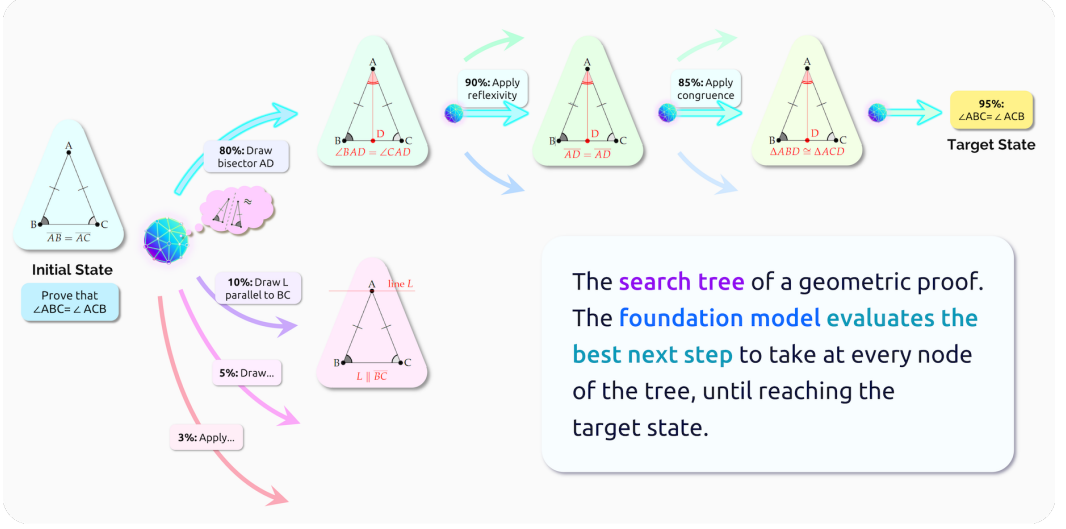 A
B
C
AB = AC
Initial State
Prove that
∠ABC= ∠ ACB
80%: Draw
bisector AD
≈
10%: Draw L
parallel to BC
5%: Draw...
3%: Apply...
A
B
D
C
∠BAD = ∠CAD
90%: Apply
reflexivity
A
B
D
C
AD = AD
85%: Apply
congruence
A
B
D
C
ΔABD ≅ ΔACD
95%:
∠ABC= ∠ ACB
Target State
A
line L
B
C
L ∥ BC
The search tree of a geometric proof.
The foundation model evaluates the
best next step to take at every node
of the tree, until reaching the
target state.